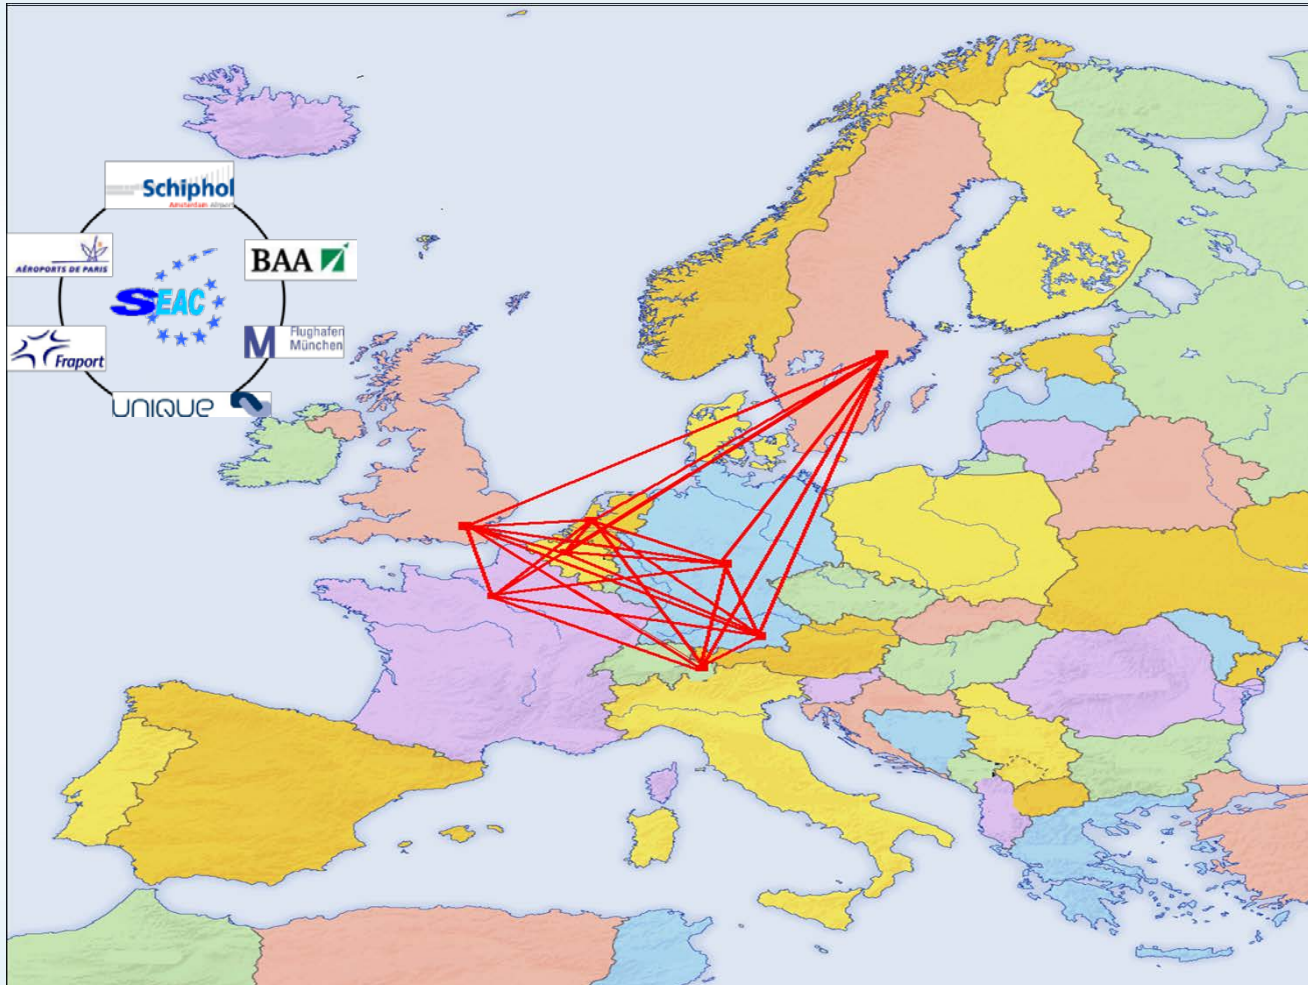 Schiphol
Amsterdam Airport
AÉROPORTS DE PARIS
BAA
SEAC
Fraport
M Flughafen
München
UNIQUE